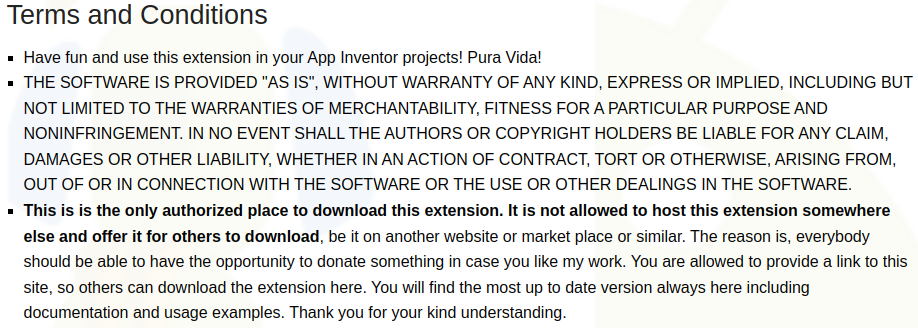 Terms and Conditions
Have fun and use this extension in your App Inventor projects! Pura Vida!
THE SOFTWARE IS PROVIDED "AS IS", WITHOUT WARRANTY OF ANY KIND, EXPRESS OR IMPLIED, INCLUDING BUT
NOT LIMITED TO THE WARRANTIES OF MERCHANTABILITY, FITNESS FOR A PARTICULAR PURPOSE AND
NONINFRINGEMENT. IN NO EVENT SHALL THE AUTHORS OR COPYRIGHT HOLDERS BE LIABLE FOR ANY CLAIM,
DAMAGES OR OTHER LIABILITY, WHETHER IN AN ACTION OF CONTRACT, TORT OR OTHERWISE, ARISING FROM,
OUT OF OR IN CONNECTION WITH THE SOFTWARE OR THE USE OR OTHER DEALINGS IN THE SOFTWARE.
This is is the only authorized place to download this extension. It is not allowed to host this extension somewhere
else and offer it for others to download, be it on another website or market place or similar. The reason is, everybody
should be able to have the opportunity to donate something in case you like my work. You are allowed to provide a link to this
site, so others can download the extension here. You will find the most up to date version always here including
documentation and usage examples. Thank you for your kind understanding.